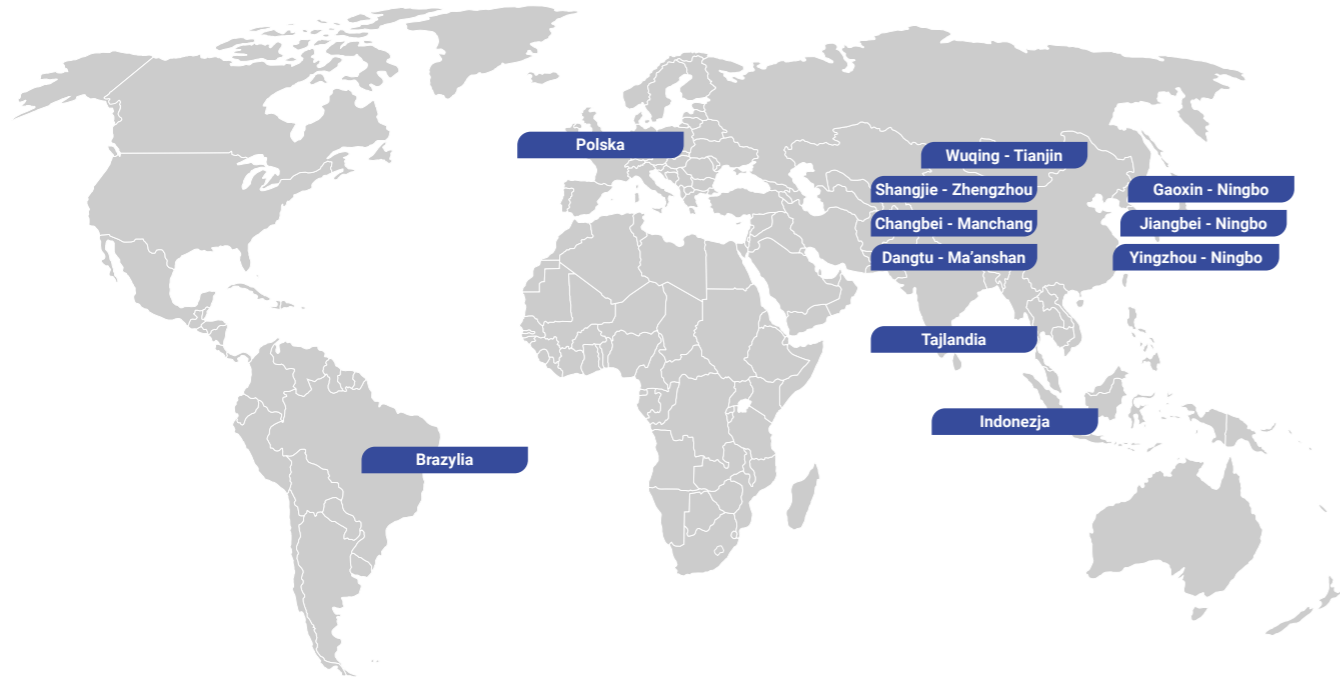 Polska
Wuqing - Tianjin
Shangjie - Zhengzhou
Gaoxin - Ningbo
Changbei - Manchang
Jiangbei - Ningbo
Dangtu - Ma’anshan
Yingzhou - Ningbo
Tajlandia
Indonezja
Brazylia